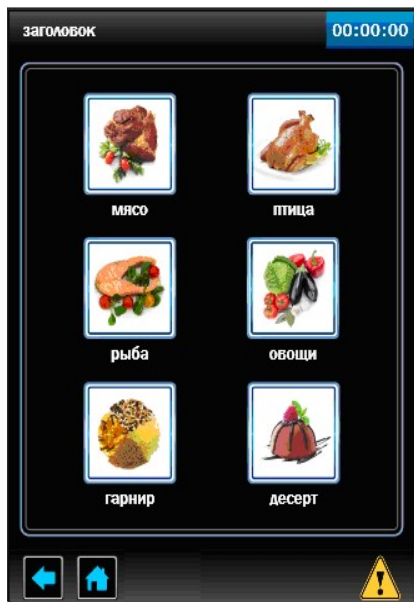 заголовок
00:00:00
мясо
птица
рыба
овощи
гарнир
десерт